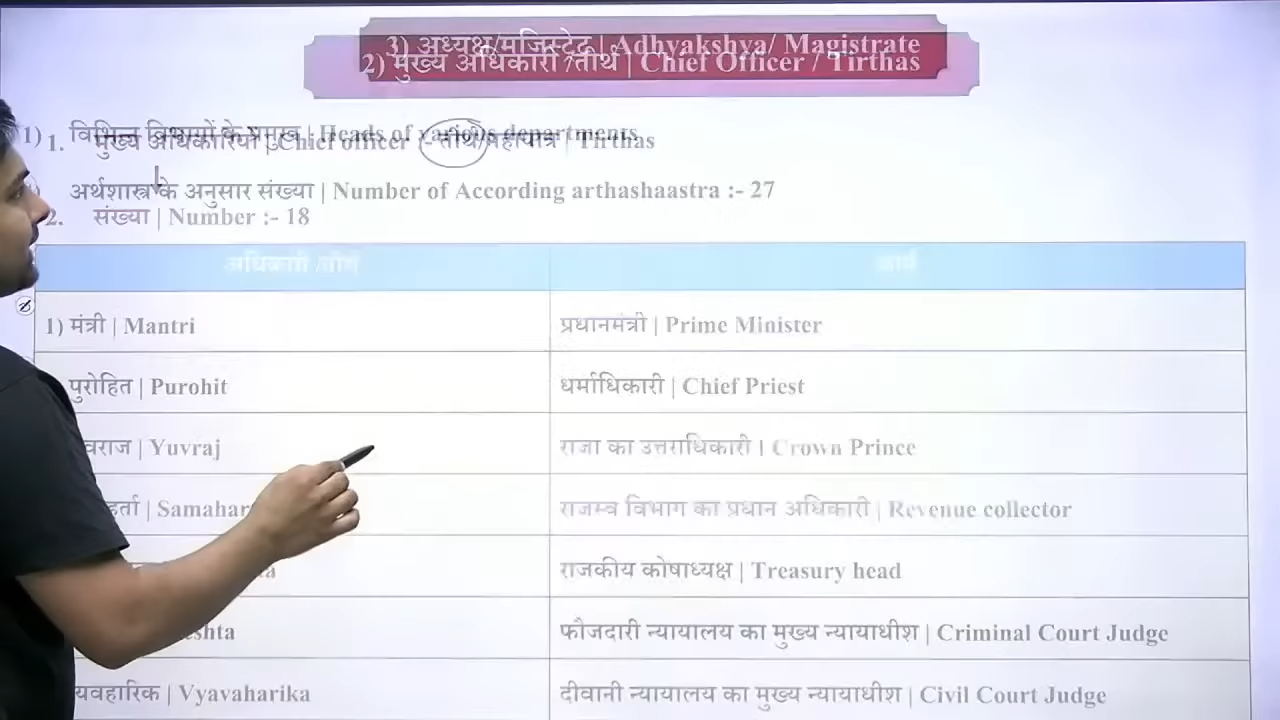 3) अध्यक्ष/मजिस्ट्रेट | Adhyakshya/ Magistrate
2) मुख्य अधिकारी /तीर्थ | Chief Officer / Tirthas
1) विभिन्न विभागों के प्रमुख | Heads of various departments
1. मुख्य अधिकारियों | Chief officer :- तीर्थ/महापात्र | Tirthas
अर्थशास्त्र के अनुसार संख्या | Number of According arthashaastra :- 27
2. संख्या | Number :- 18
अधिकारी /तीर्थ कार्य
1) मंत्री | Mantri प्रधानमंत्री | Prime Minister
पुरोहित | Purohit धर्माधिकारी | Chief Priest
वराज | Yuvraj राजा का उत्तराधिकारी | Crown Prince
हर्ता | Samahar राजस्व विभाग का प्रधान अधिकारी | Revenue collector
राजकीय कोषाध्यक्ष | Treasury head
shta फौजदारी न्यायालय का मुख्य न्यायाधीश | Criminal Court Judge
यवहारिक | Vyavaharika दीवानी न्यायालय का मुख्य न्यायाधीश | Civil Court Judge